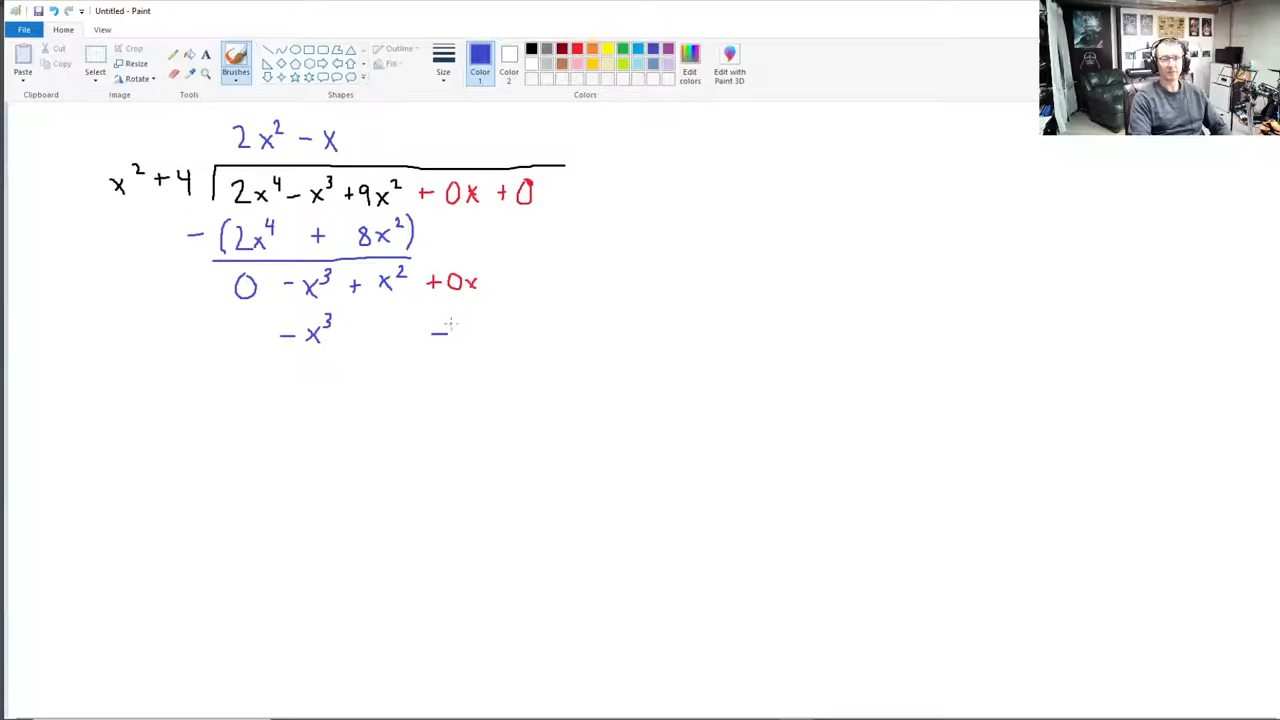 Untitled - Paint
File Home View
Paste Cut Copy Select Crop Resize Rotate Brushes Outline Fill Size Color 1 Color 2 Edit colors Edit with Paint 3D
Clipboard Image Tools Shapes Colors
2x² - x
x² + 4 2x⁴ - x³ + 9x² + 0x + 0
- (2x⁴ + 8x²)
0 - x³ + x² + 0x
- x³ -